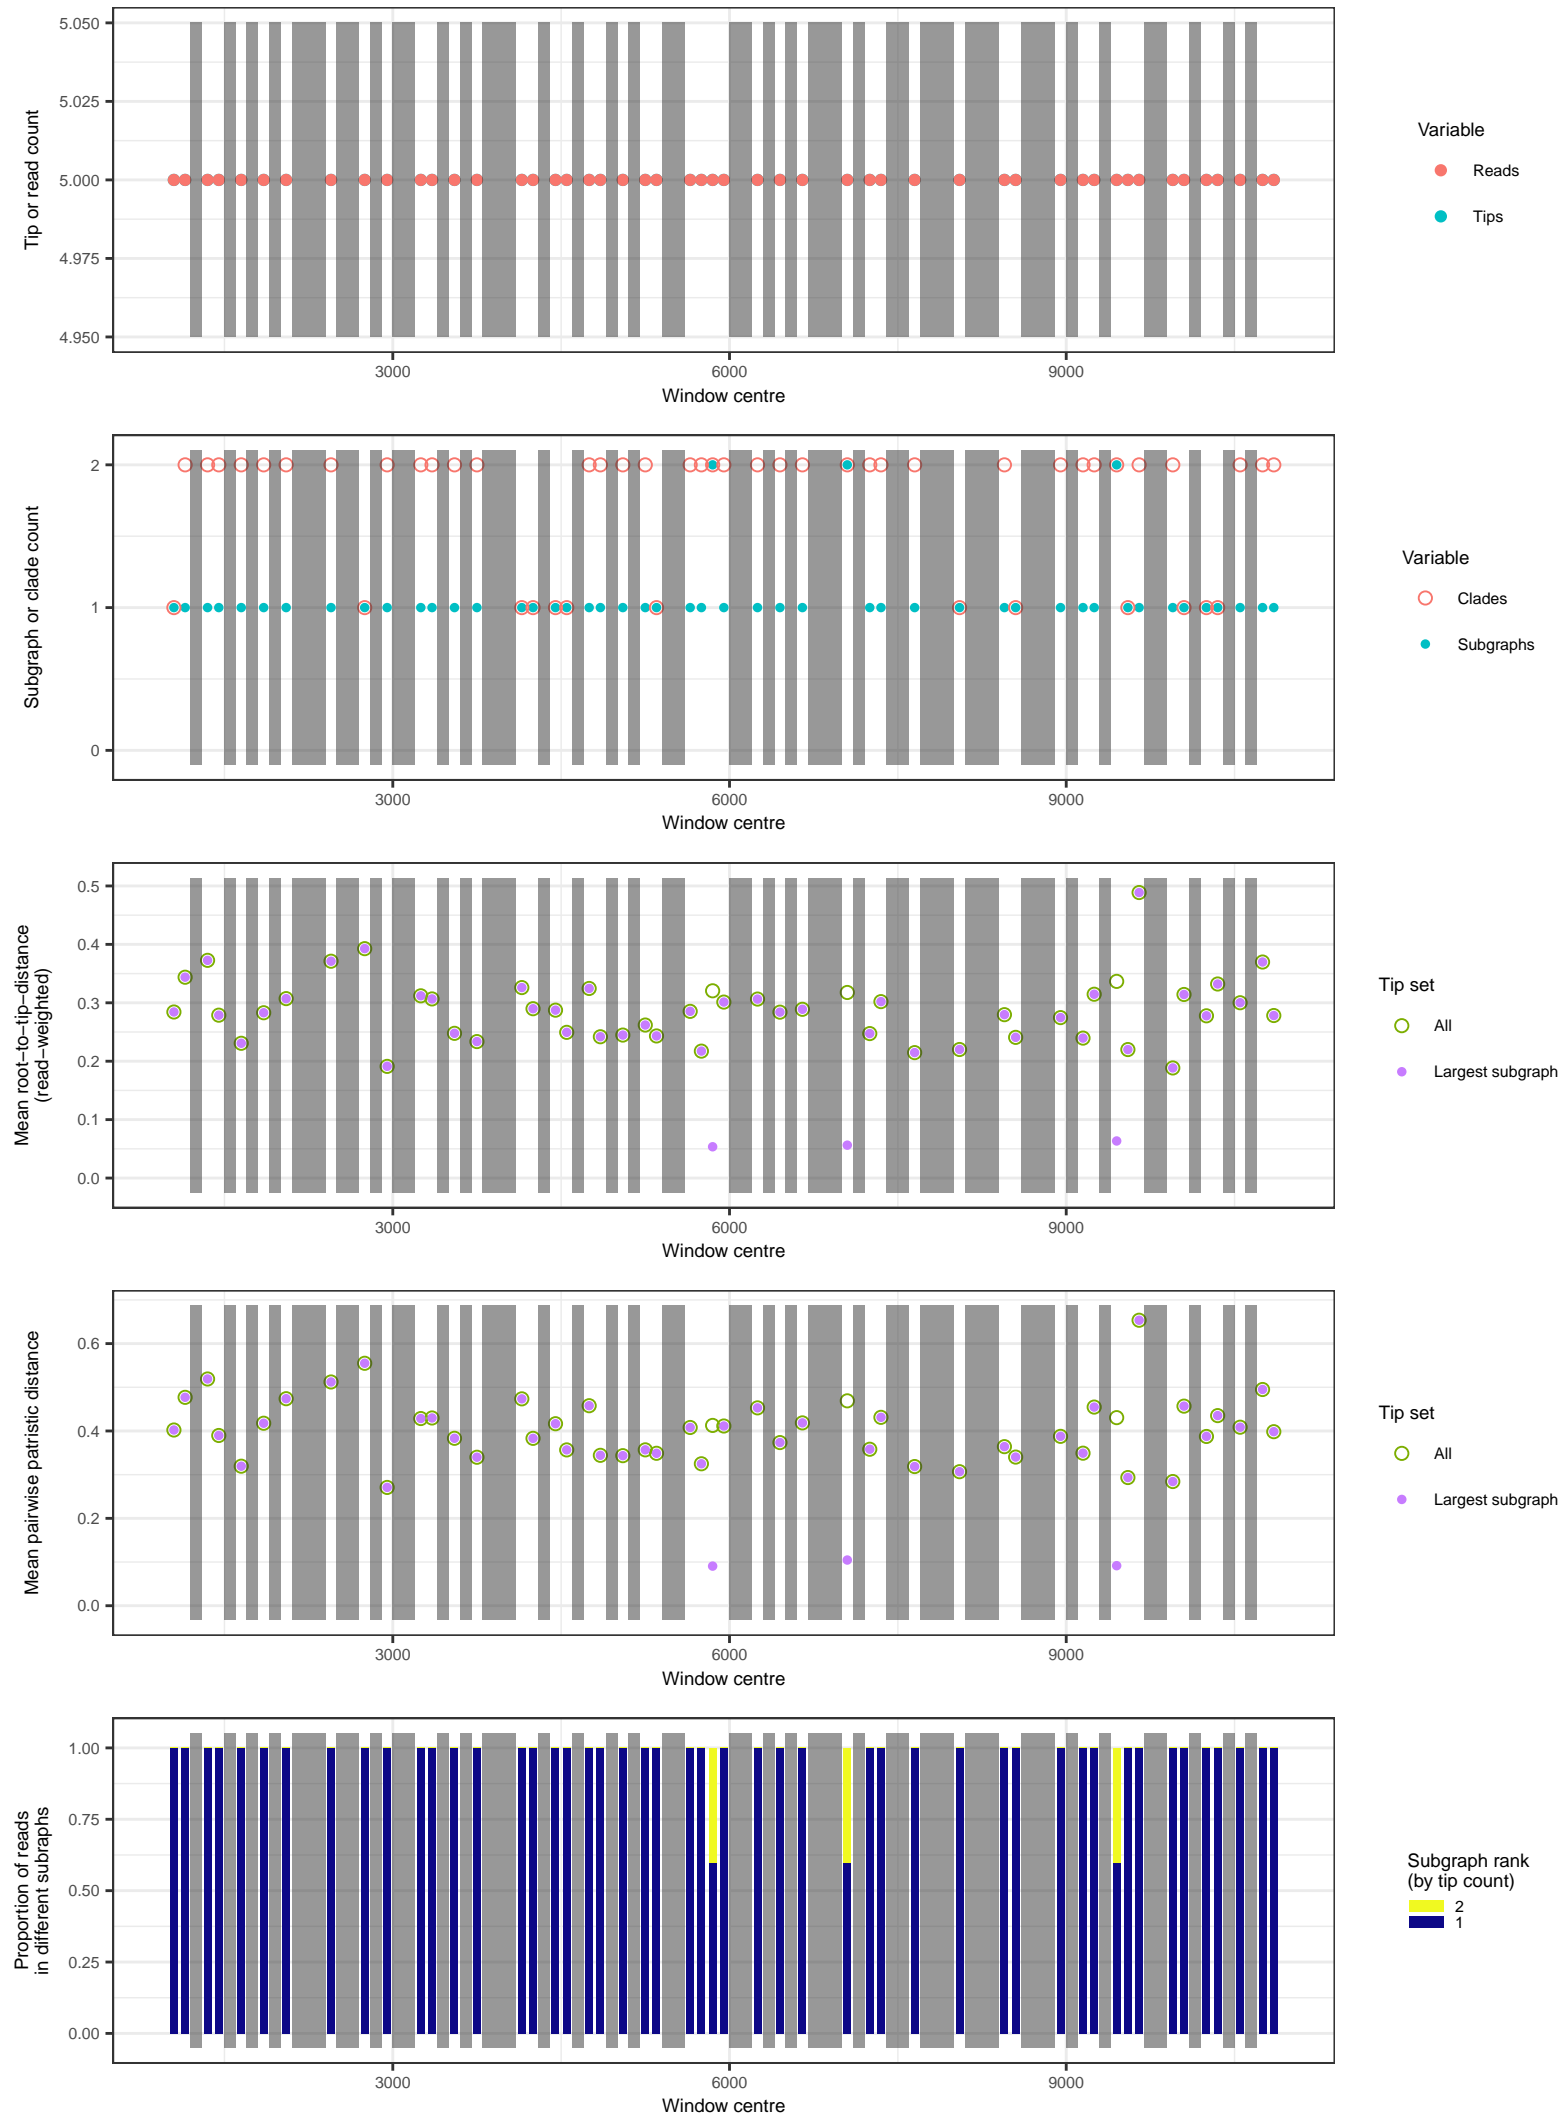 5.050
5.025
5.000
4.975
4.950
Tip or read count
3000
6000
9000
Window centre
Variable
Reads
Tips
2
1
0
Subgraph or clade count
3000
6000
9000
Window centre
Variable
Clades
Subgraphs
0.5
0.4
0.3
0.2
0.1
0.0
Mean root−to−tip−distance
(read−weighted)
3000
6000
9000
Window centre
Tip set
All
Largest subgraph
0.6
0.4
0.2
0.0
Mean pairwise patristic distance
3000
6000
9000
Window centre
Tip set
All
Largest subgraph
1.00
0.75
0.50
0.25
0.00
Proportion of reads
in different subraphs
3000
6000
9000
Window centre
Subgraph rank
(by tip count)
2
1